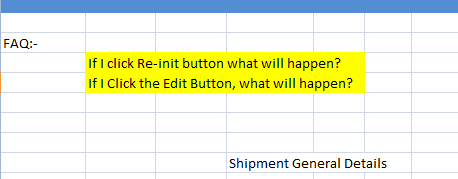 FAQ:-
If I click Re-init button what will happen?
If I Click the Edit Button, what will happen?
Shipment General Details